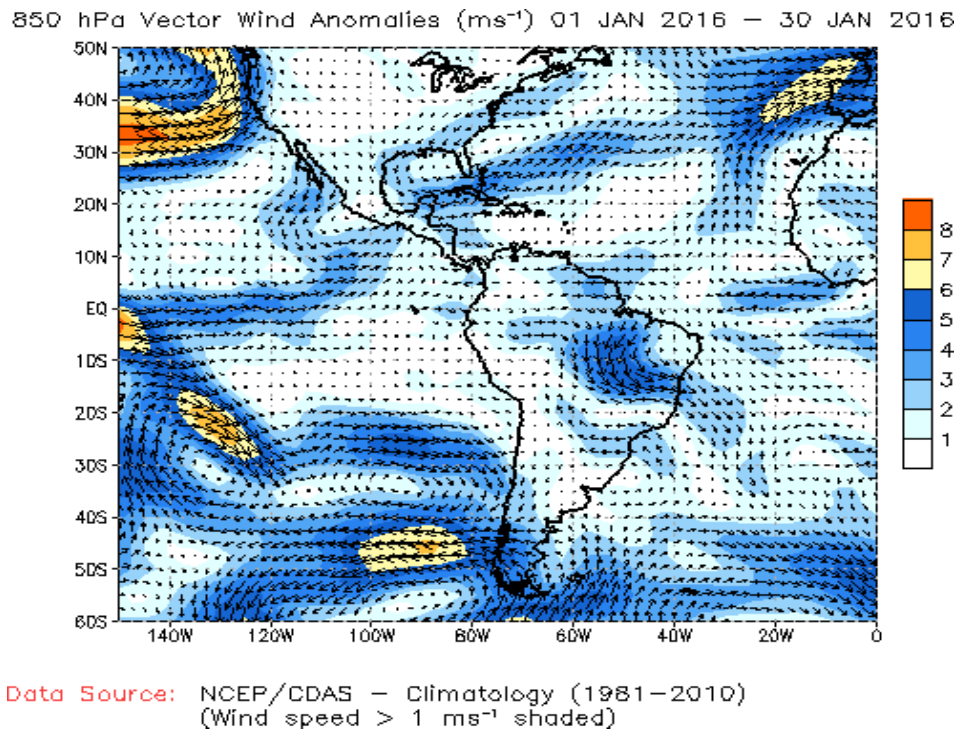 850 hPa Vector Wind Anomalies (ms⁻¹) 01 JAN 2016 – 30 JAN 2016
50N
40N
30N
20N
10N
EQ
10S
20S
30S
40S
50S
60S
140W 120W 100W 80W 60W 40W 20W 0
8
7
6
5
4
3
2
1
Data Source: NCEP/CDAS – Climatology (1981–2010)
(Wind speed > 1 ms⁻¹ shaded)